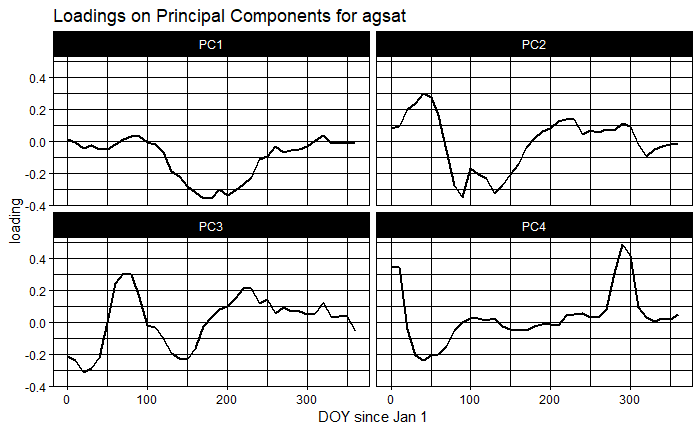 Loadings on Principal Components for agsat
PC1 PC2
0.4
0.2
0.0
-0.2
-0.4
loading
PC3 PC4
0.4
0.2
0.0
-0.2
-0.4
0 100 200 300 0 100 200 300
DOY since Jan 1